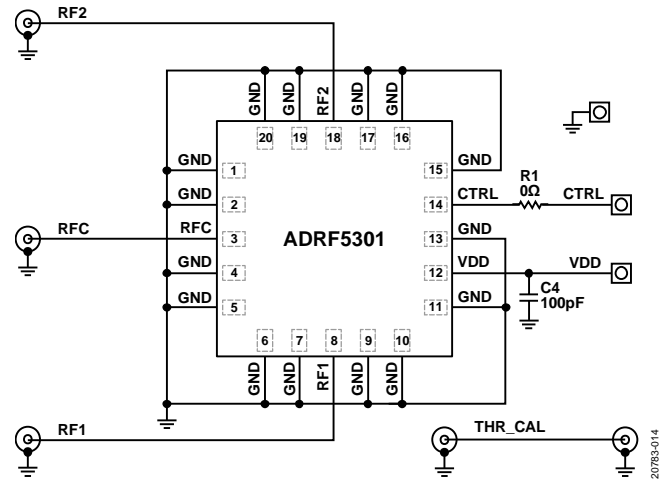 RF2
GND
GND
RF2
GND
GND
20
19
18
17
16
GND
1
15
GND
R1
0Ω
GND
2
14
CTRL
CTRL
RFC
RFC
3
ADRF5301
13
GND
GND
4
12
VDD
VDD
C4
100pF
GND
5
11
GND
6
7
8
9
10
GND
GND
RF1
GND
GND
RF1
THR_CAL
20783-014